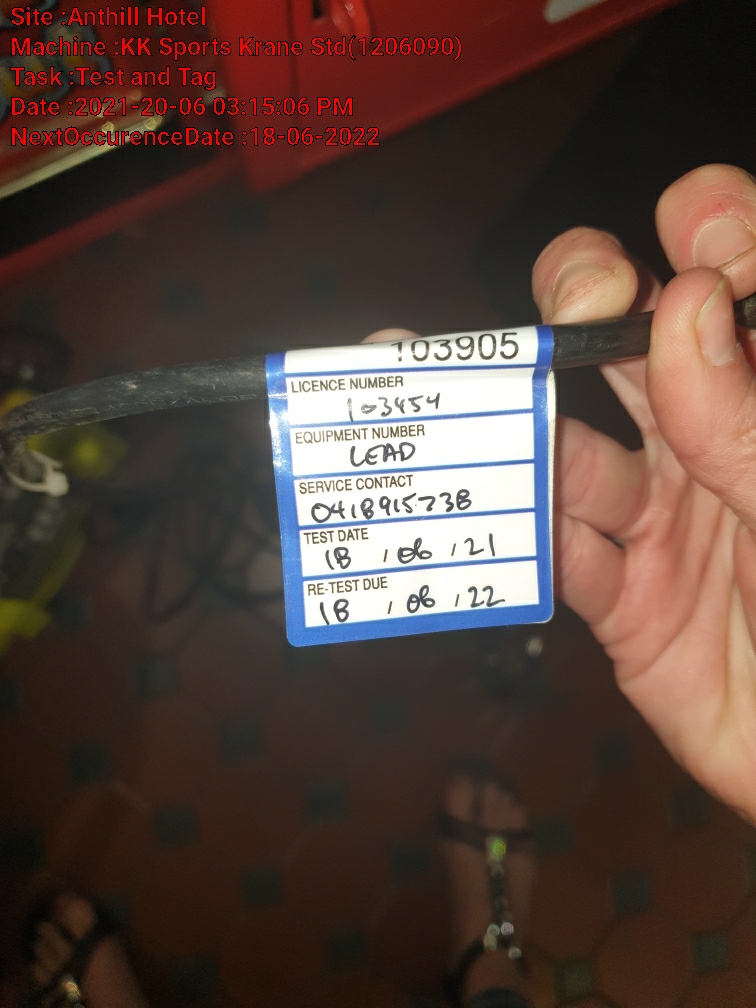 Site :Anthill Hotel
Machine :KK Sports Krane Std(1206090)
Task :Test and Tag
Date :2021-20-06 03:15:06 PM
NextOccurenceDate :18-06-2022
103905
LICENCE NUMBER
103454
EQUIPMENT NUMBER
LEAD
SERVICE CONTACT
0418915738
TEST DATE
18 / 06 / 21
RE-TEST DUE
18 / 06 / 22